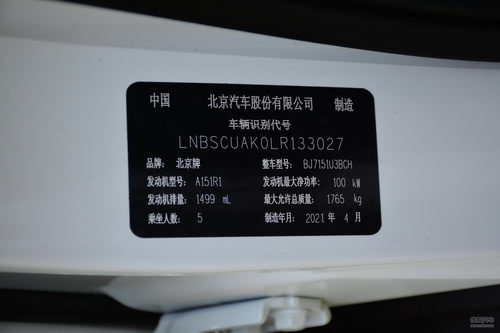 中国 北京汽车股份有限公司 制造
车辆识别代号
LNBSCUAK0LR133027
品牌: 北京牌 整车型号: BJ7151U3BCH
发动机型号: A151R1 发动机最大净功率: 100 kW
发动机排量: 1499 mL 最大允许总质量: 1765 kg
乘坐人数: 5 制造年月: 2021 年 4 月